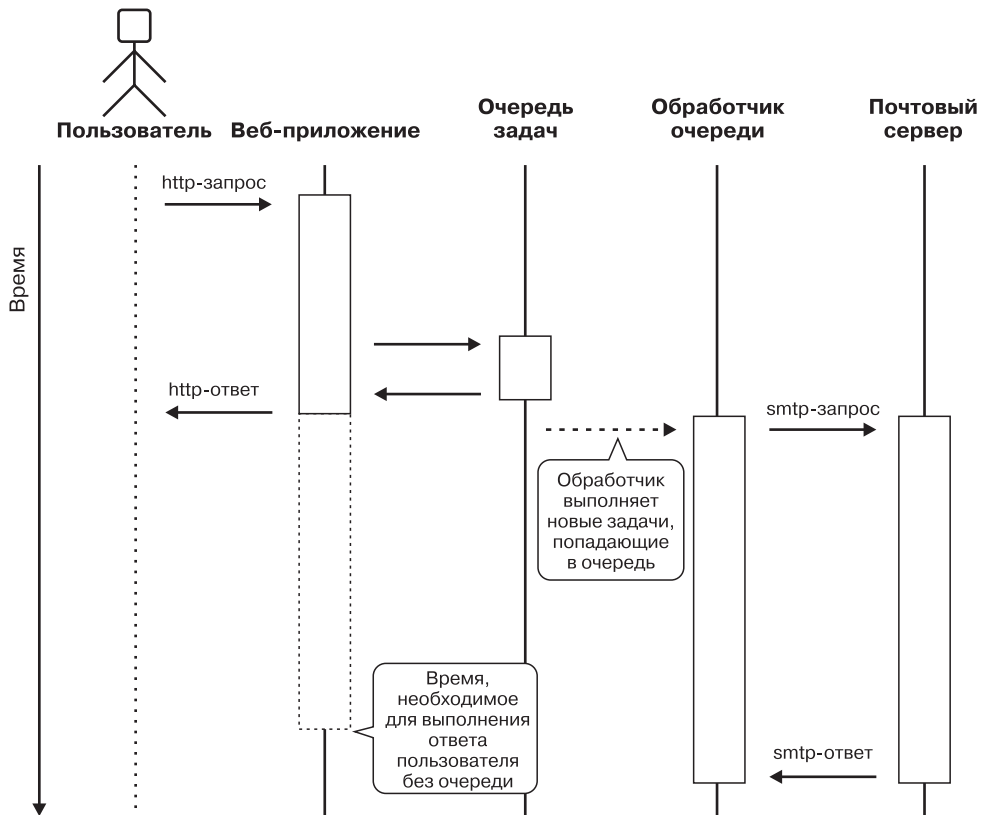 Пользователь
Веб-приложение
Очередь
задач
Обработчик
очереди
Почтовый
сервер
Время
http-запрос
http-ответ
smtp-запрос
Обработчик
выполняет
новые задачи,
попадающие
в очередь
Время,
необходимое
для выполнения
ответа
пользователя
без очереди
smtp-ответ